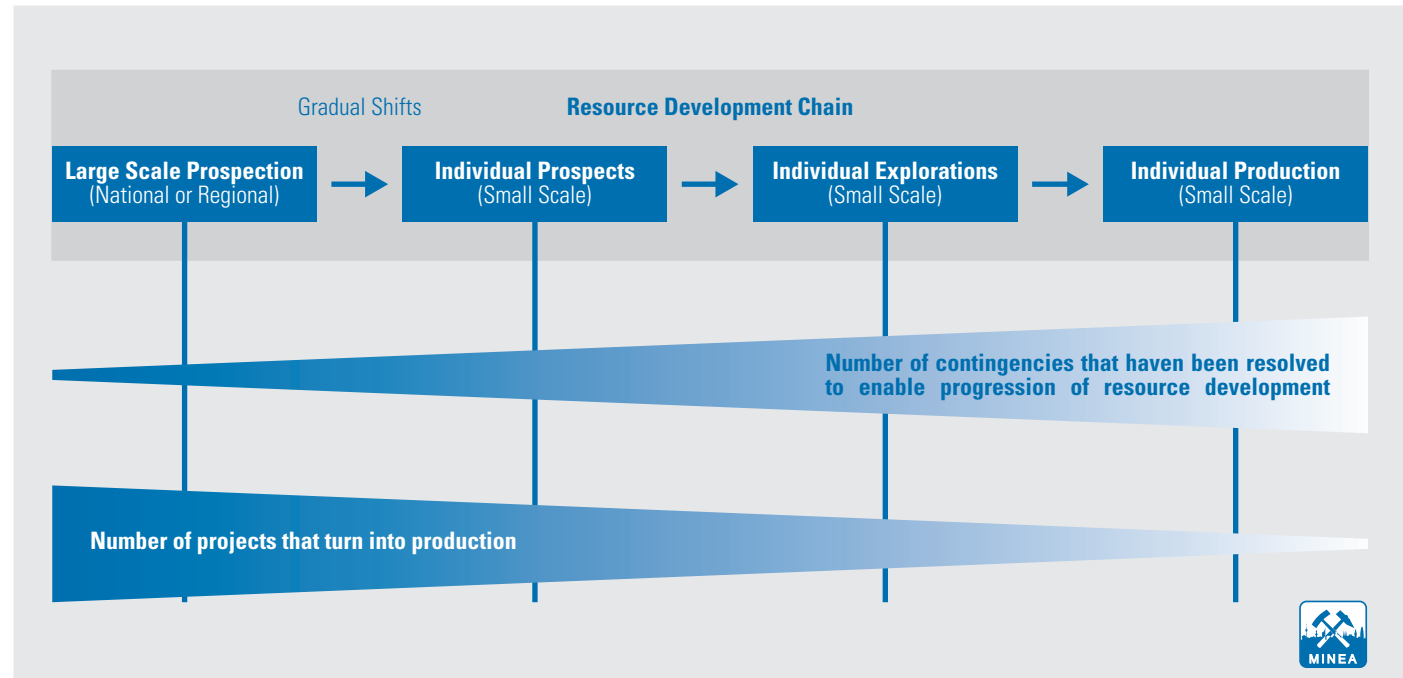 Gradual Shifts
Resource Development Chain
Large Scale Prospection
(National or Regional)
Individual Prospects
(Small Scale)
Individual Explorations
(Small Scale)
Individual Production
(Small Scale)
Number of contingencies that haven been resolved
to enable progression of resource development
Number of projects that turn into production
MINEA